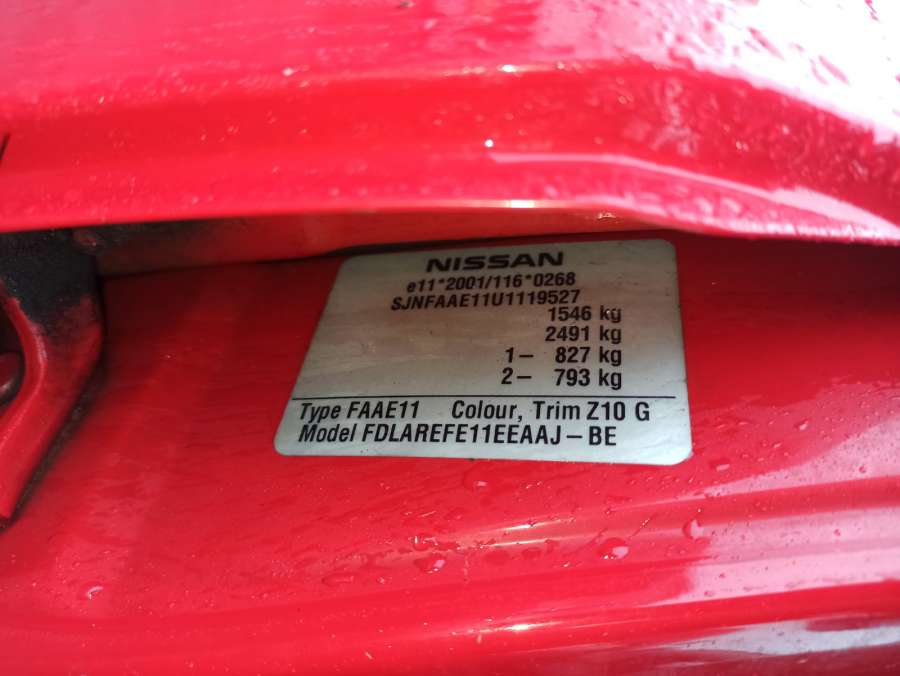 NISSAN
e11*2001/116*0268
SJNFAAE11U1119527
1546 kg
2491 kg
1– 827 kg
2– 793 kg
Type FAAE11 Colour, Trim Z10 G
Model FDLAREFE11EEAAJ–BE